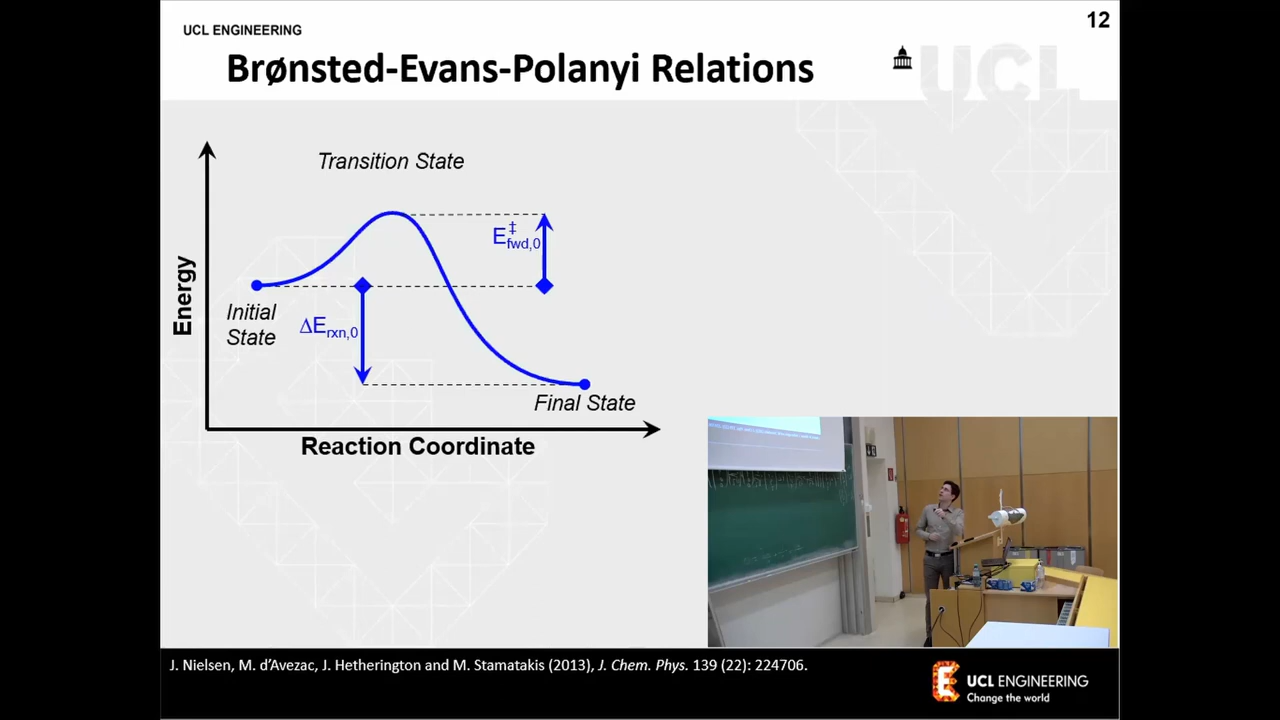 12
UCL ENGINEERING
Brønsted-Evans-Polanyi Relations
UCL
Transition State
E‡fwd,0
Energy
Initial
State
ΔErxn,0
Final State
Reaction Coordinate
J. Nielsen, M. d'Avezac, J. Hetherington and M. Stamatakis (2013), J. Chem. Phys. 139 (22): 224706.
UCL ENGINEERING
Change the world